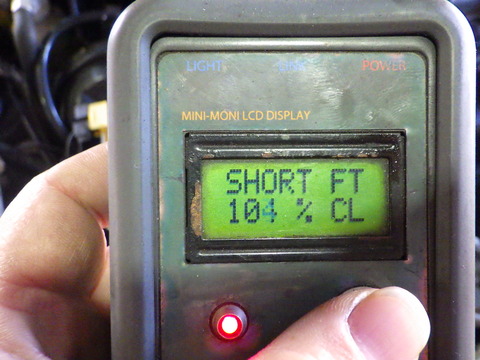 LIGHT POWER
MINI-MONI LCD DISPLAY
SHORT FT
104 % CL